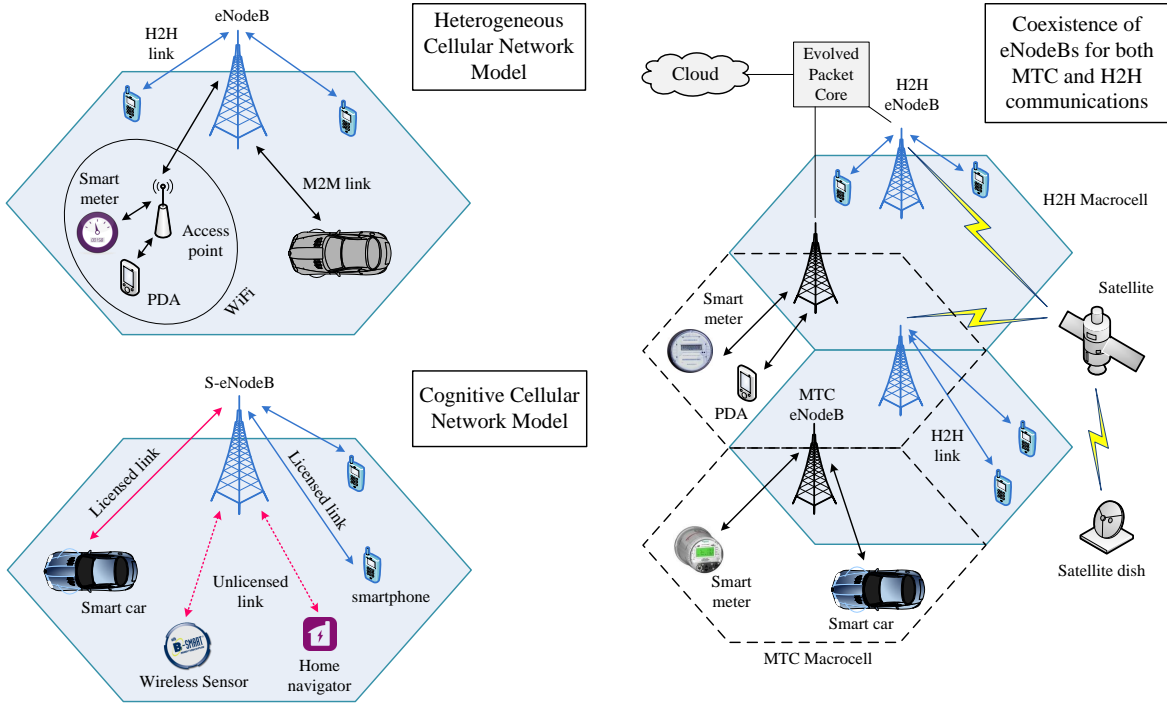 eNodeB
H2H
link
Heterogeneous
Cellular Network
Model
M2M link
Smart
meter
Access
point
PDA
WiFi
S-eNodeB
Cognitive Cellular
Network Model
Licensed link
Licensed link
Unlicensed
link
Smart car
smartphone
B-SMART
Wireless Sensor
Home
navigator
Coexistence of
eNodeBs for both
MTC and H2H
communications
Cloud
Evolved
Packet
Core
H2H
eNodeB
H2H Macrocell
Smart
meter
Satellite
PDA
MTC
eNodeB
H2H
link
Smart
meter
Smart car
Satellite dish
MTC Macrocell